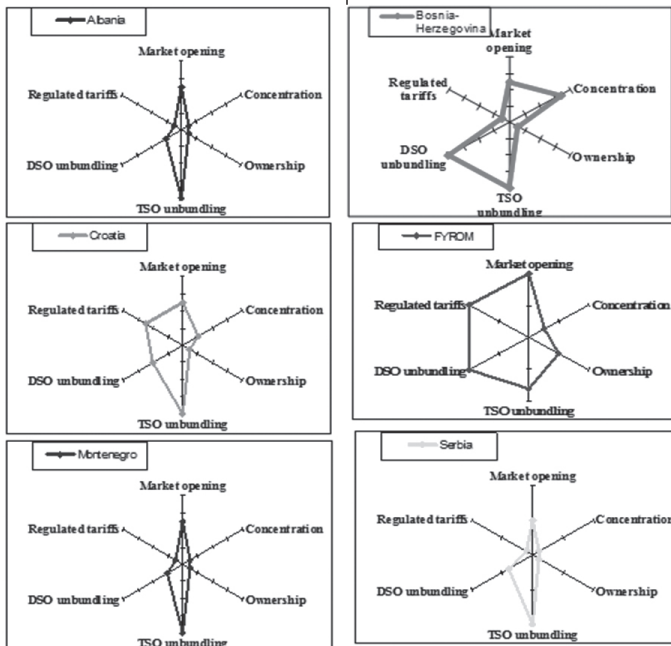 Albania
Market opening
Regulated tariffs
Concentration
DSO unbundling
Ownership
TSO unbundling
Bosnia-
Herzegovina
Market
opening
Regulated
tariffs
Concentration
DSO
unbundling
Ownership
TSO
unbundling
Croatia
Market opening
Regulated tariffs
Concentration
DSO unbundling
Ownership
TSO unbundling
FYROM
Market opening
Regulated tariffs
Concentration
DSO unbundling
Ownership
TSO unbundling
Montenegro
Market opening
Regulated tariffs
Concentration
DSO unbundling
Ownership
TSO unbundling
Serbia
Market opening
Regulated tariffs
Concentration
DSO unbundling
Ownership
TSO unbundling